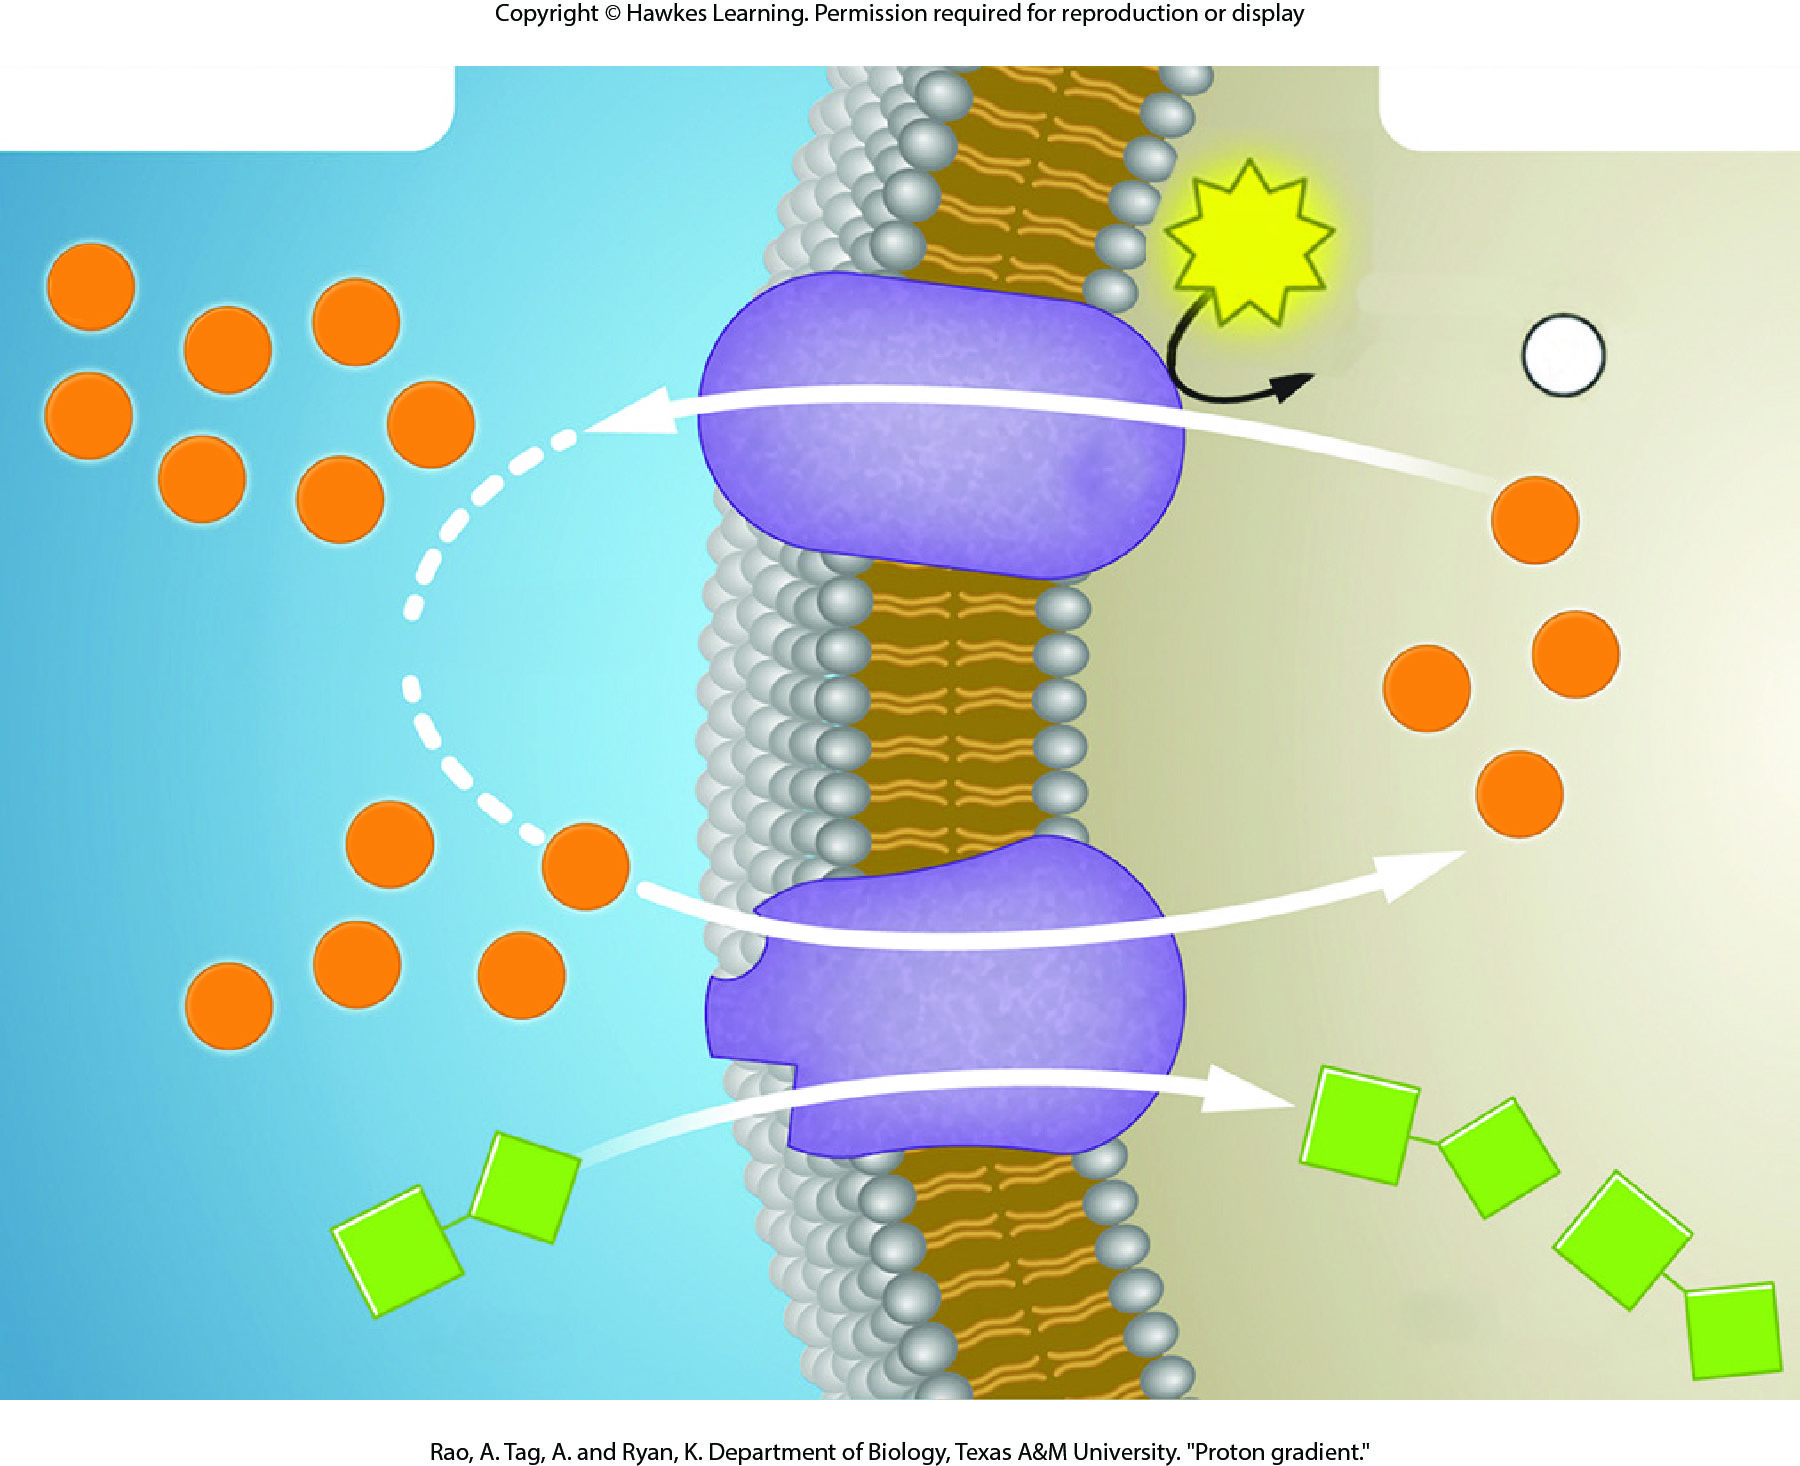 Copyright © Hawkes Learning. Permission required for reproduction or display
Rao, A. Tag, A. and Ryan, K. Department of Biology, Texas A&M University. "Proton gradient."